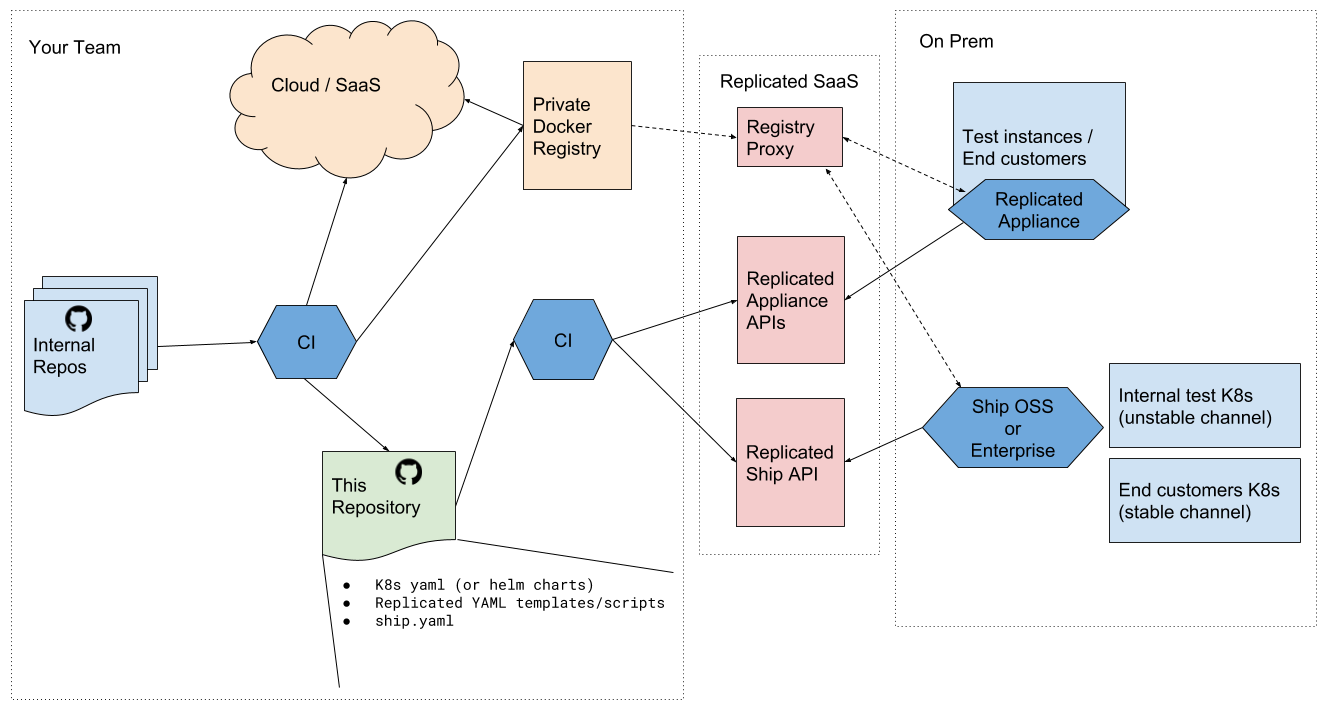 Your Team
Cloud / SaaS
Private
Docker
Registry
Internal
Repos
CI
This
Repository
● K8s yaml (or helm charts)
● Replicated YAML templates/scripts
● ship.yaml
CI
Replicated SaaS
Registry
Proxy
Replicated
Appliance
APIs
Replicated
Ship API
On Prem
Test instances /
End customers
Replicated
Appliance
Ship OSS
or
Enterprise
Internal test K8s
(unstable channel)
End customers K8s
(stable channel)